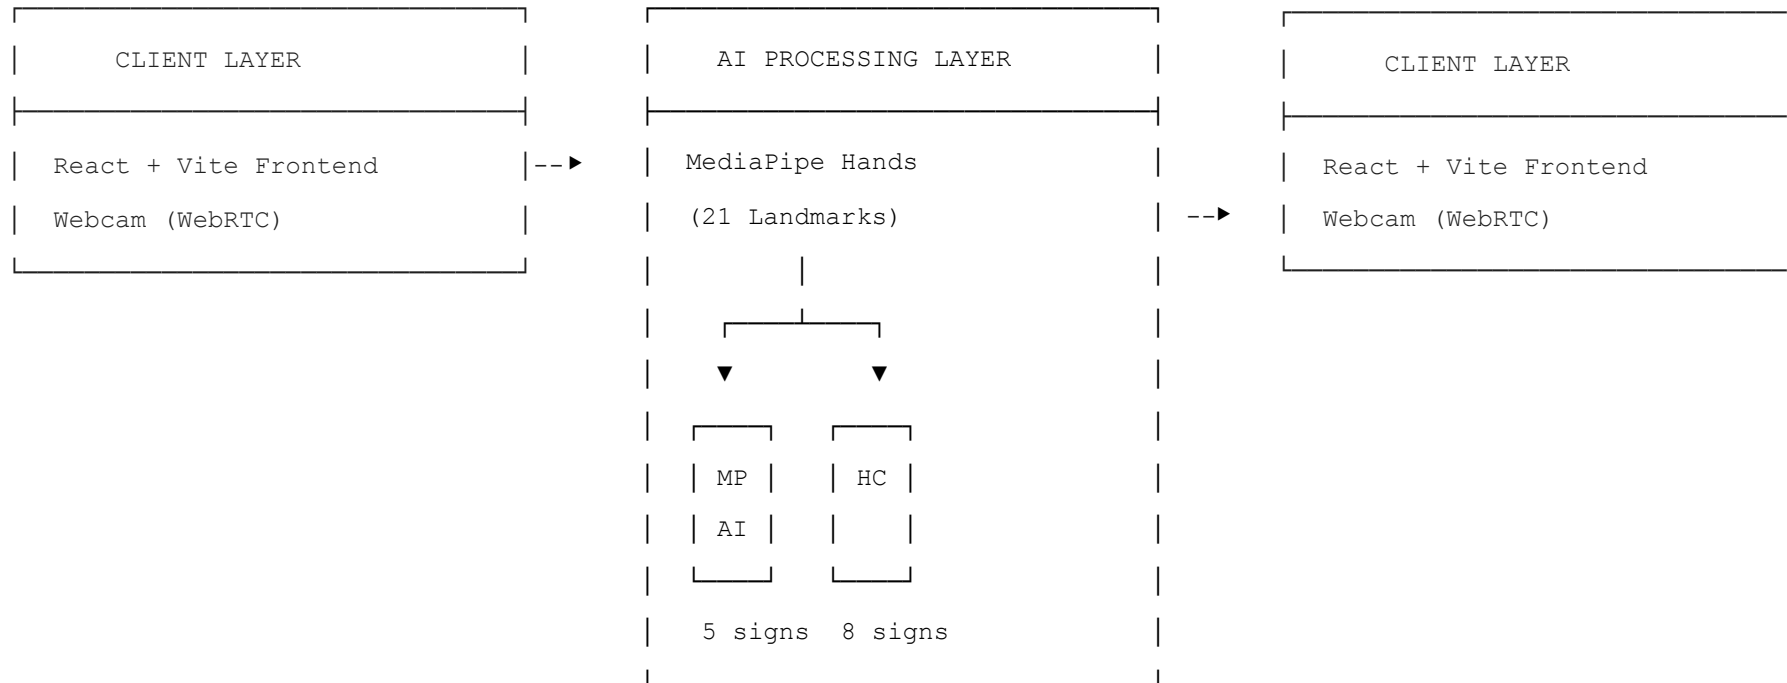 CLIENT LAYER
React + Vite Frontend
Webcam (WebRTC)
--►
AI PROCESSING LAYER
MediaPipe Hands
(21 Landmarks)
▼ ▼
MP HC
AI
5 signs 8 signs
--►
CLIENT LAYER
React + Vite Frontend
Webcam (WebRTC)